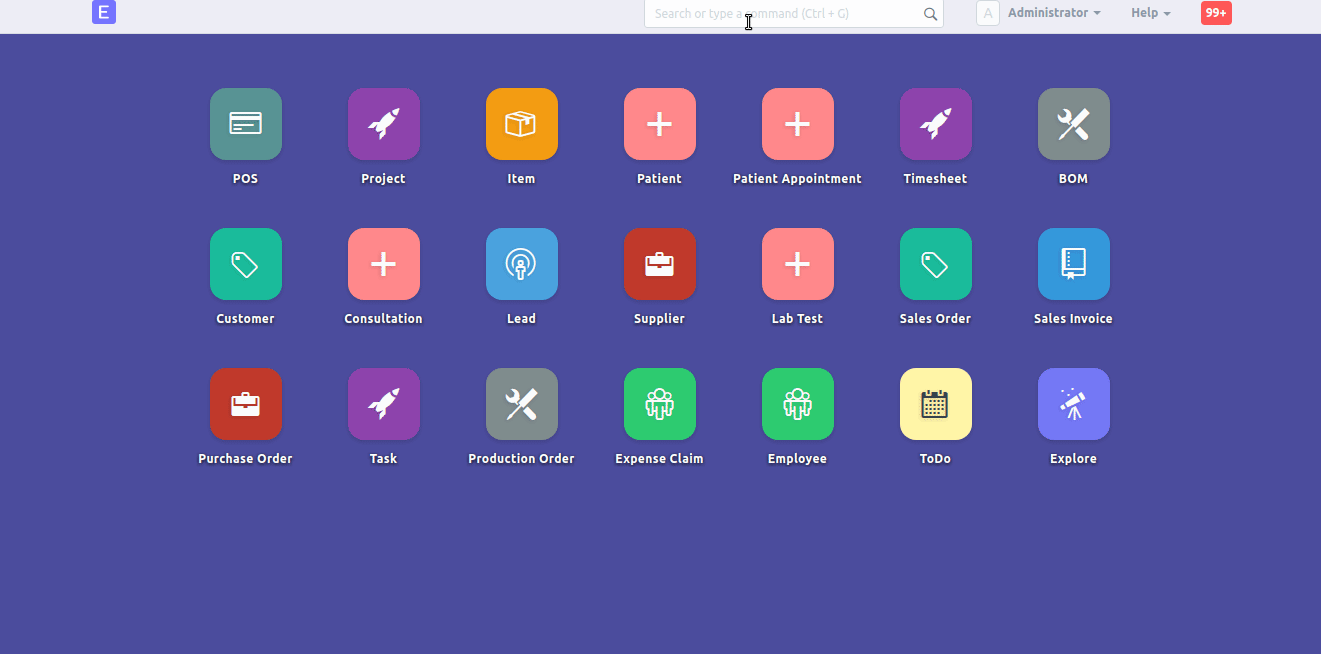 E
Search or type a command (Ctrl + G)
A Administrator
Help
99+
POS
Project
Item
Patient
Patient Appointment
Timesheet
BOM
Customer
Consultation
Lead
Supplier
Lab Test
Sales Order
Sales Invoice
Purchase Order
Task
Production Order
Expense Claim
Employee
ToDo
Explore